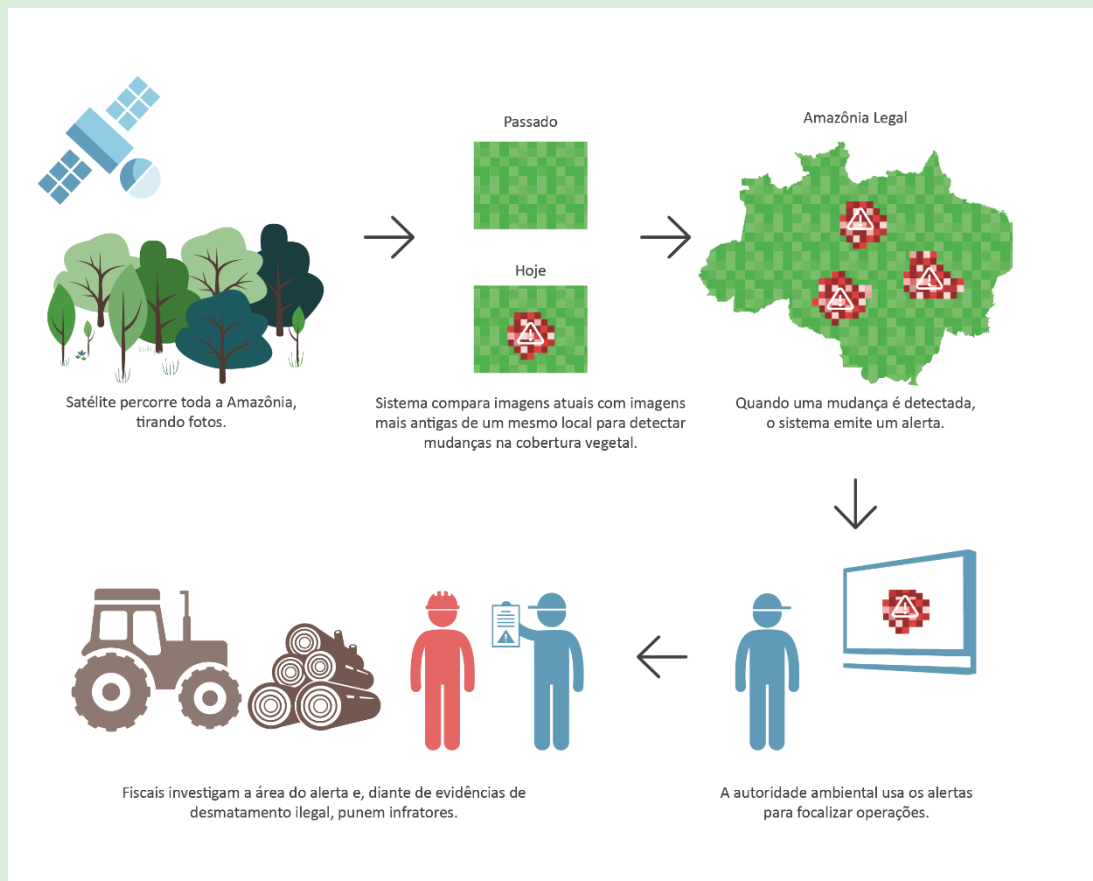 Satélite percorre toda a Amazônia,
tirando fotos.
Passado
Hoje
Sistema compara imagens atuais com imagens
mais antigas de um mesmo local para detectar
mudanças na cobertura vegetal.
Amazônia Legal
Quando uma mudança é detectada,
o sistema emite um alerta.
A autoridade ambiental usa os alertas
para focalizar operações.
Fiscais investigam a área do alerta e, diante de evidências de
desmatamento ilegal, punem infratores.